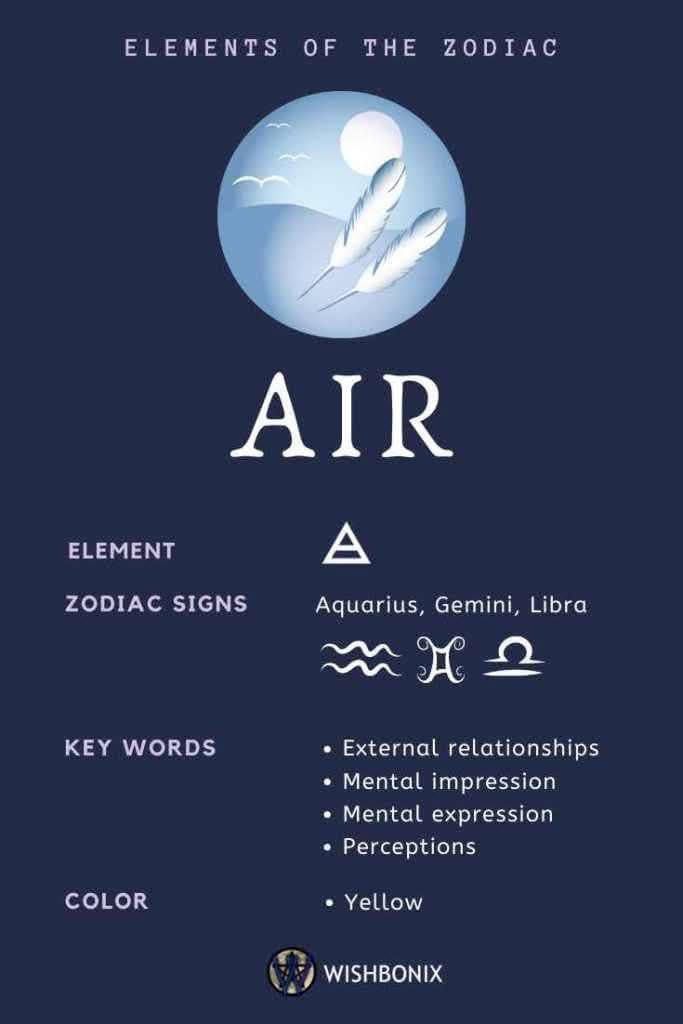 ELEMENTS OF THE ZODIAC
AIR
ELEMENT
ZODIAC SIGNS Aquarius, Gemini, Libra
KEY WORDS • External relationships
• Mental impression
• Mental expression
• Perceptions
COLOR • Yellow
WISHBONIX